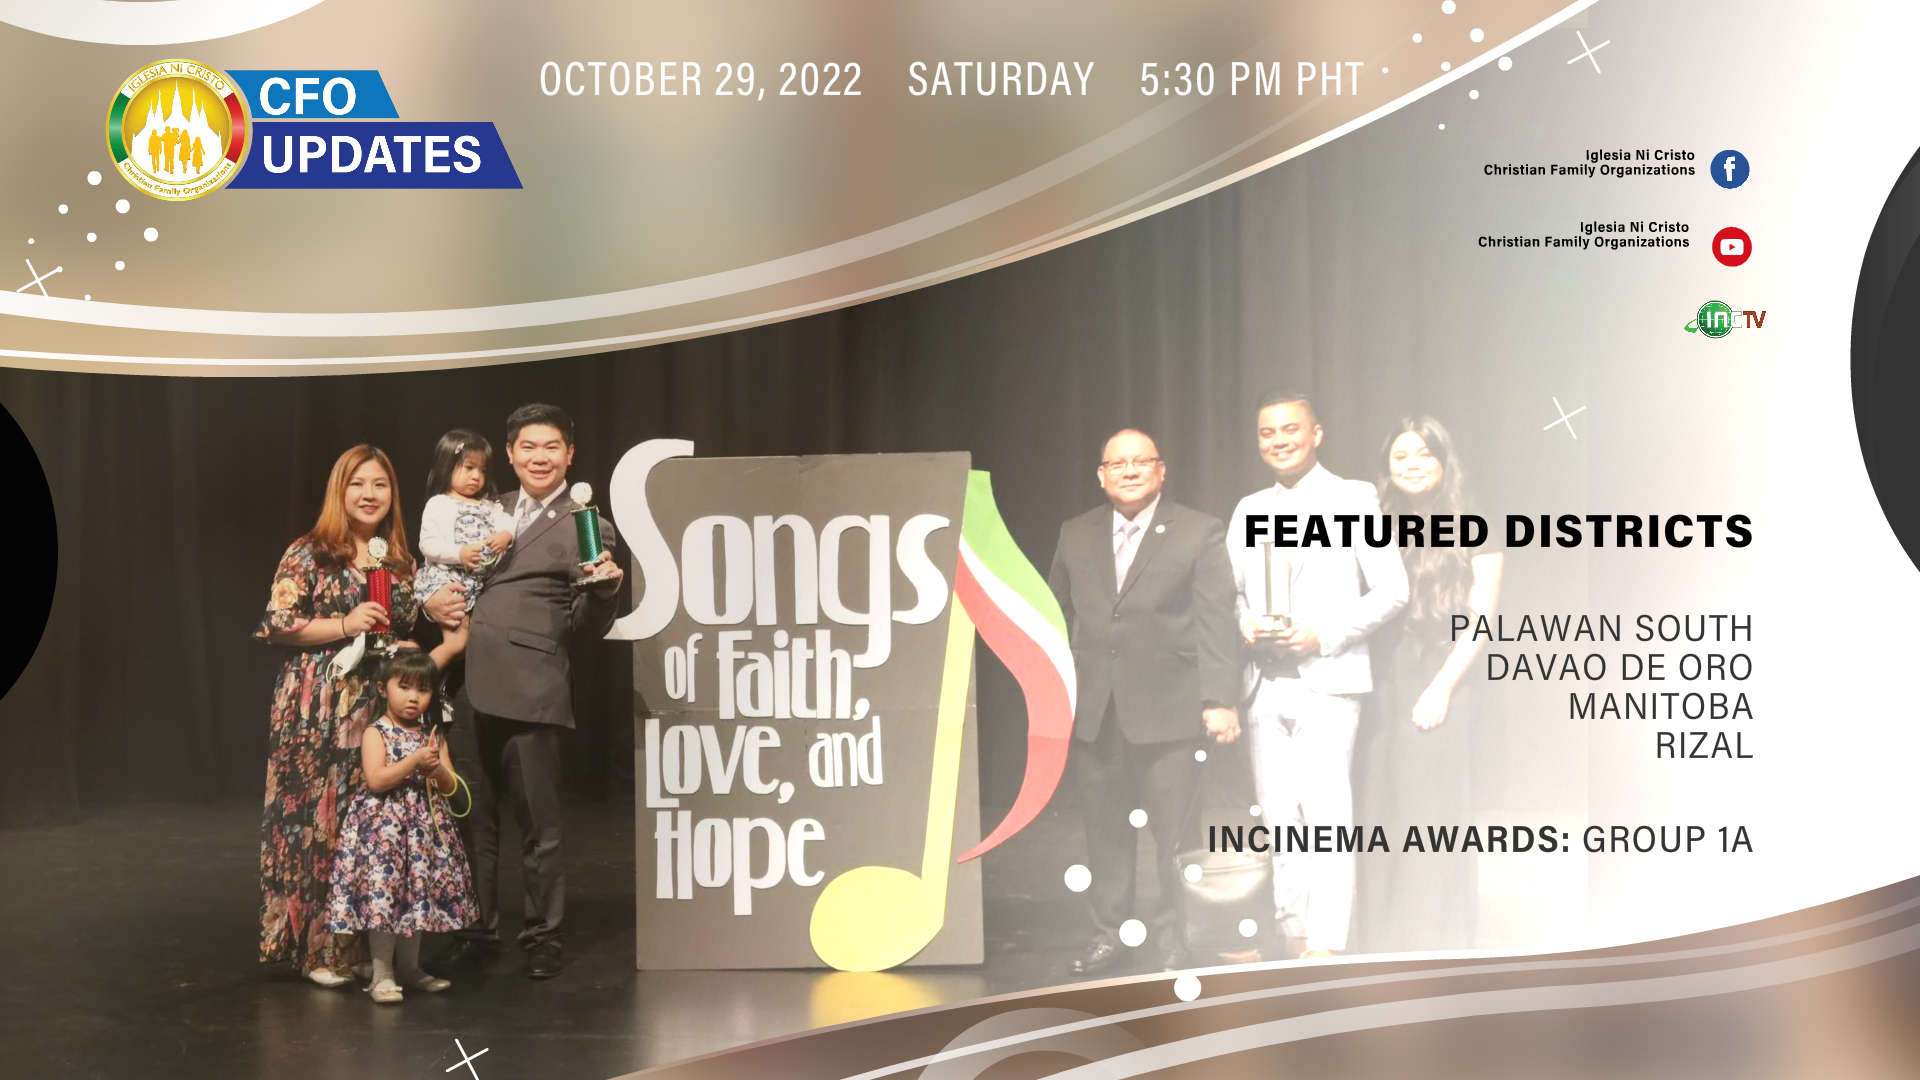 IGLESIA NI CRISTO
Christian Family Organizations
CFO
UPDATES
OCTOBER 29, 2022 SATURDAY 5:30 PM PHT
Iglesia Ni Cristo
Christian Family Organizations
Iglesia Ni Cristo
Christian Family Organizations
INCTV
Songs
of Faith,
Love, and
Hope
FEATURED DISTRICTS
PALAWAN SOUTH
DAVAO DE ORO
MANITOBA
RIZAL
INCINEMA AWARDS: GROUP 1A